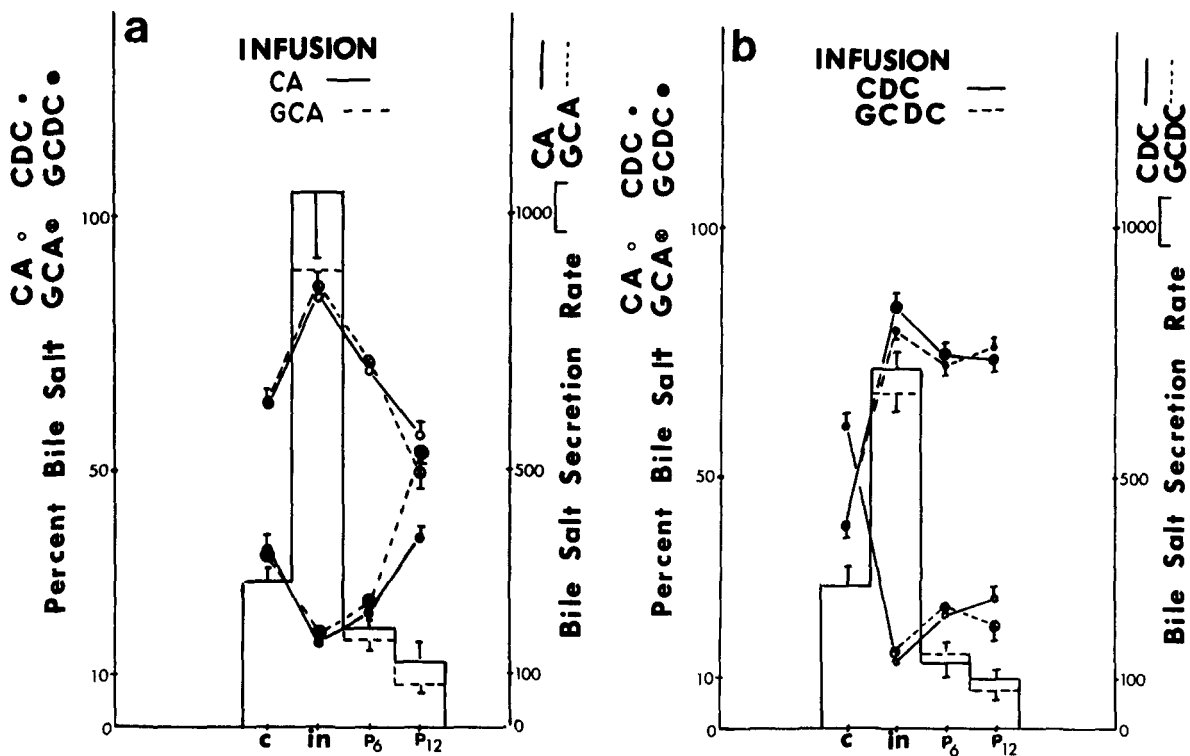 a
INFUSION
CA
GCA
CA CDC
Percent Bile Salt GCA GCDC
100
50
10
0
c in P6 P12
CA
GCA
1000
500
100
0
Bile Salt Secretion Rate
b
INFUSION
CDC
GCDC
CA CDC
Percent Bile Salt GCA GCDC
100
50
10
0
c in P6 P12
CDC
GCDC
1000
500
100
0
Bile Salt Secretion Rate